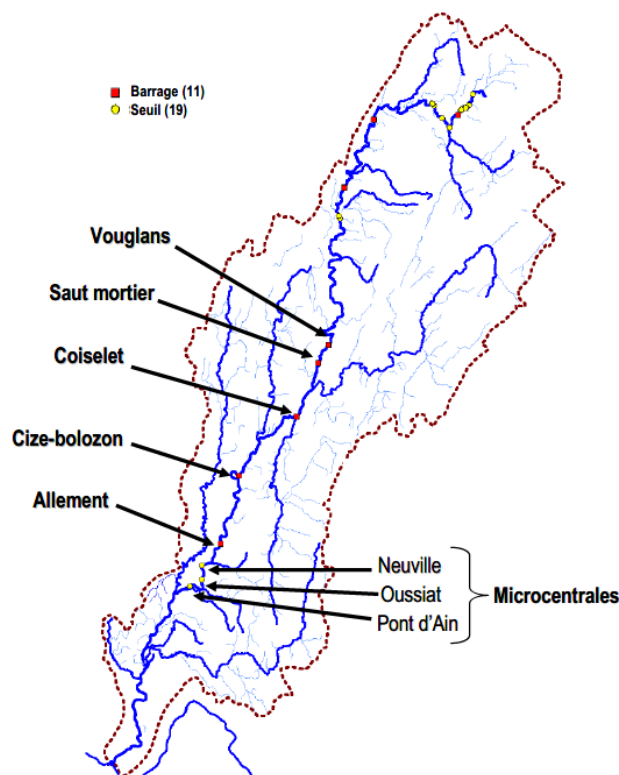 Barrage (11)
Seuil (19)
Vouglans
Saut mortier
Coiselet
Cize-bolozon
Allement
Neuville
Oussiat
Pont d'Ain
Microcentrales